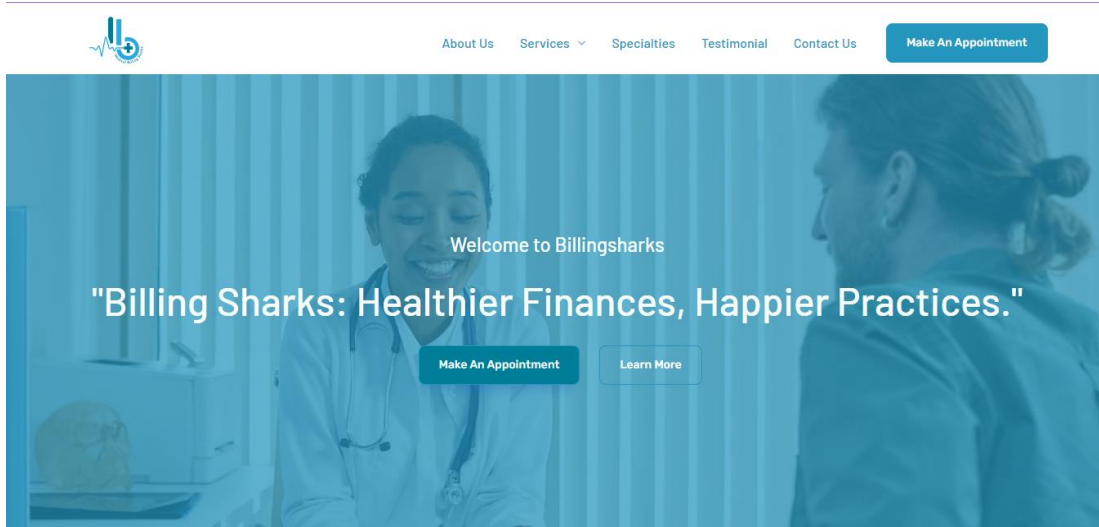 About Us
Services
Specialties
Testimonial
Contact Us
Make An Appointment
Welcome to Billingsharks
"Billing Sharks: Healthier Finances, Happier Practices."
Make An Appointment
Learn More